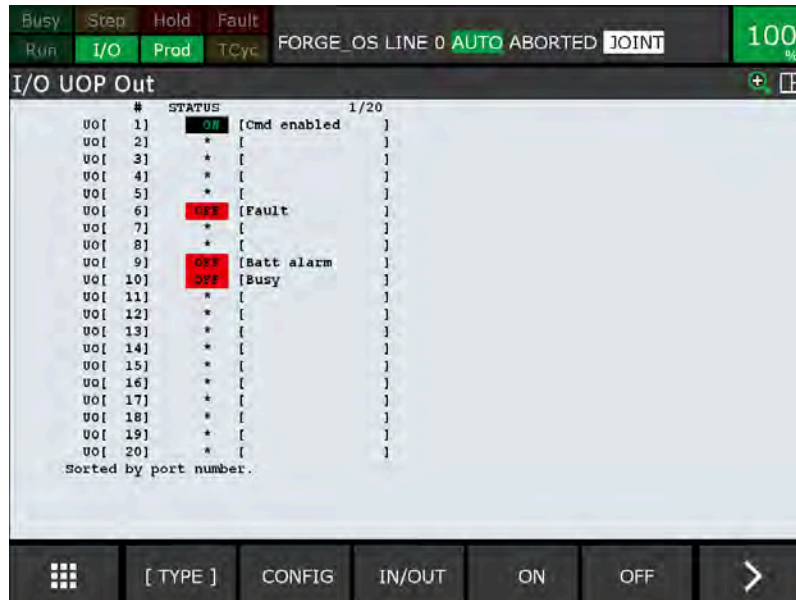 Busy Step Hold Fault
Run I/O Prod TCyc
FORGE_OS LINE 0 AUTO ABORTED JOINT
100
%
I/O UOP Out
# STATUS 1/20
UO[ 1] ON [Cmd enabled ]
UO[ 2] * [ ]
UO[ 3] * [ ]
UO[ 4] * [ ]
UO[ 5] * [ ]
UO[ 6] OFF [Fault ]
UO[ 7] * [ ]
UO[ 8] * [ ]
UO[ 9] OFF [Batt alarm ]
UO[ 10] OFF [Busy ]
UO[ 11] * [ ]
UO[ 12] * [ ]
UO[ 13] * [ ]
UO[ 14] * [ ]
UO[ 15] * [ ]
UO[ 16] * [ ]
UO[ 17] * [ ]
UO[ 18] * [ ]
UO[ 19] * [ ]
UO[ 20] * [ ]
Sorted by port number.
[ TYPE ] CONFIG IN/OUT ON OFF >